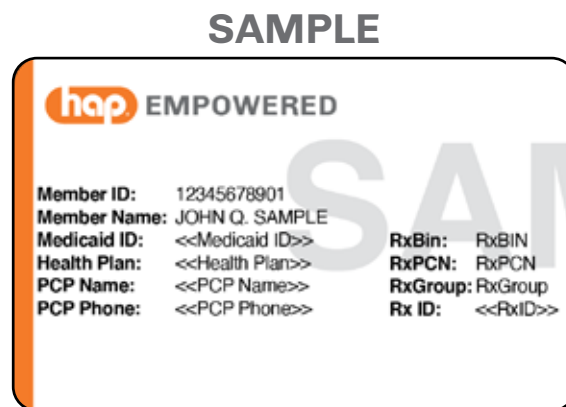 SAMPLE
hap EMPOWERED
SAM
Member ID: 12345678901
Member Name: JOHN Q. SAMPLE
Medicaid ID: <<Medicaid ID>> RxBin: RxBIN
Health Plan: <<Health Plan>> RxPCN: RxPCN
PCP Name: <<PCP Name>> RxGroup: RxGroup
PCP Phone: <<PCP Phone>> Rx ID: <<RxID>>